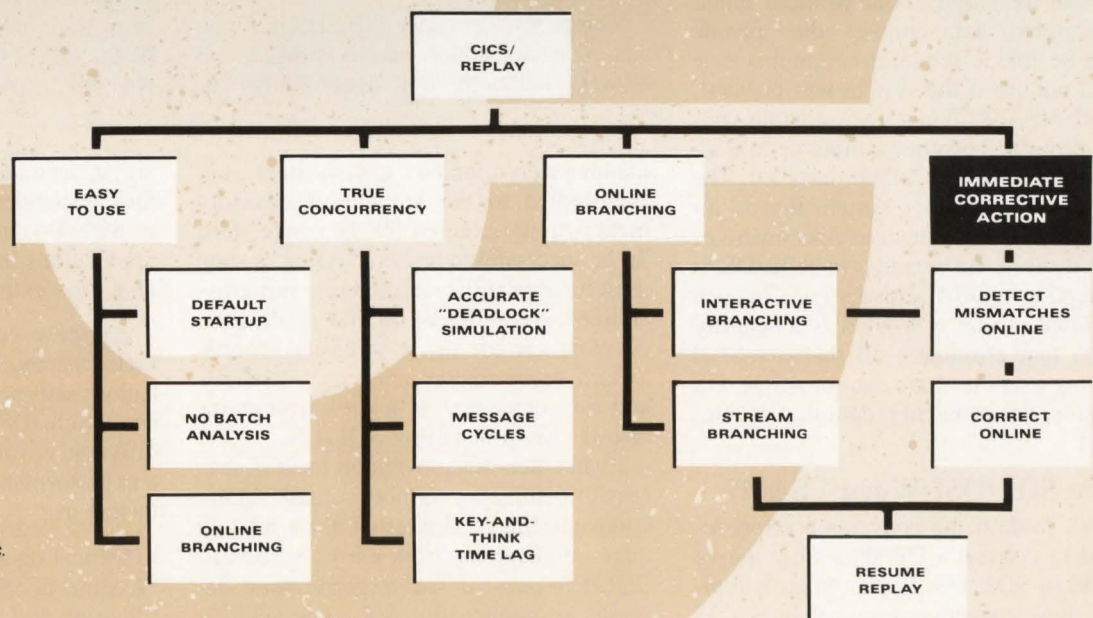 CICS/
REPLAY
EASY
TO USE
TRUE
CONCURRENCY
ONLINE
BRANCHING
IMMEDIATE
CORRECTIVE
ACTION
DEFAULT
STARTUP
ACCURATE
"DEADLOCK"
SIMULATION
INTERACTIVE
BRANCHING
DETECT
MISMATCHES
ONLINE
NO BATCH
ANALYSIS
MESSAGE
CYCLES
STREAM
BRANCHING
CORRECT
ONLINE
ONLINE
BRANCHING
KEY-AND-
THINK
TIME LAG
RESUME
REPLAY